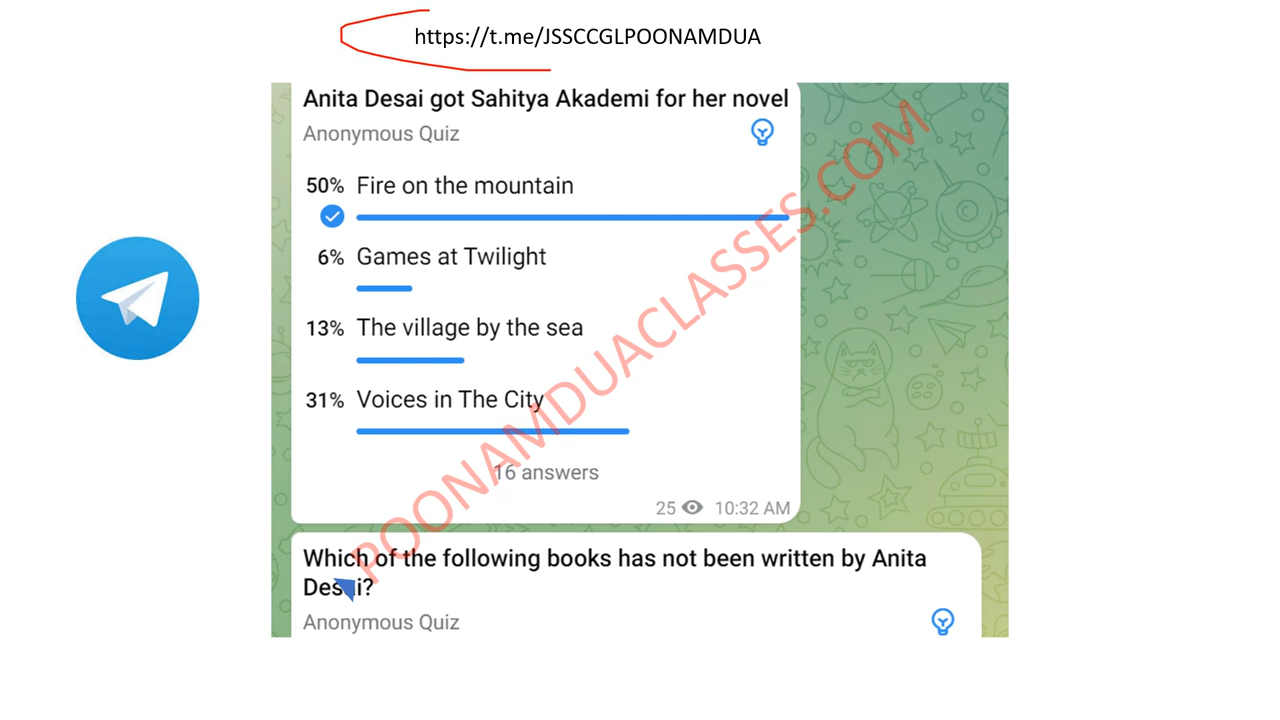 https://t.me/JSSCCGLPOONAMDUA
Anita Desai got Sahitya Akademi for her novel
Anonymous Quiz
50% Fire on the mountain
6% Games at Twilight
13% The village by the sea
31% Voices in The City
16 answers
25 10:32 AM
POONAMDUACLASSES.COM
Which of the following books has not been written by Anita
Desai?
Anonymous Quiz